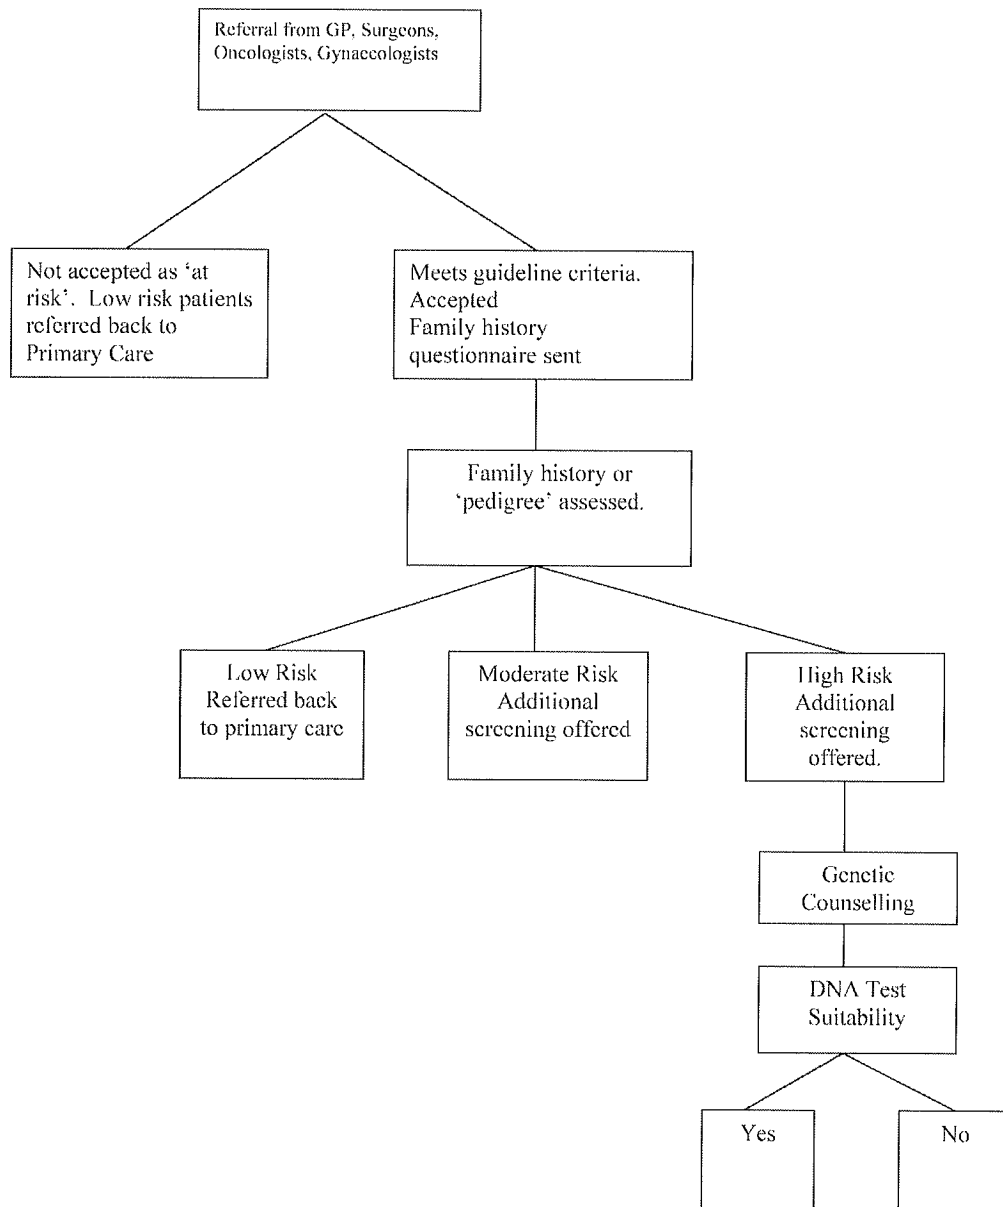 Referral from GP, Surgeons,
Oncologists, Gynaecologists
Not accepted as ‘at
risk’. Low risk patients
referred back to
Primary Care
Meets guideline criteria.
Accepted
Family history
questionnaire sent
Family history or
‘pedigree’ assessed.
Low Risk
Referred back
to primary care
Moderate Risk
Additional
screening offered
High Risk
Additional
screening
offered.
Genetic
Counselling
DNA Test
Suitability
Yes
No